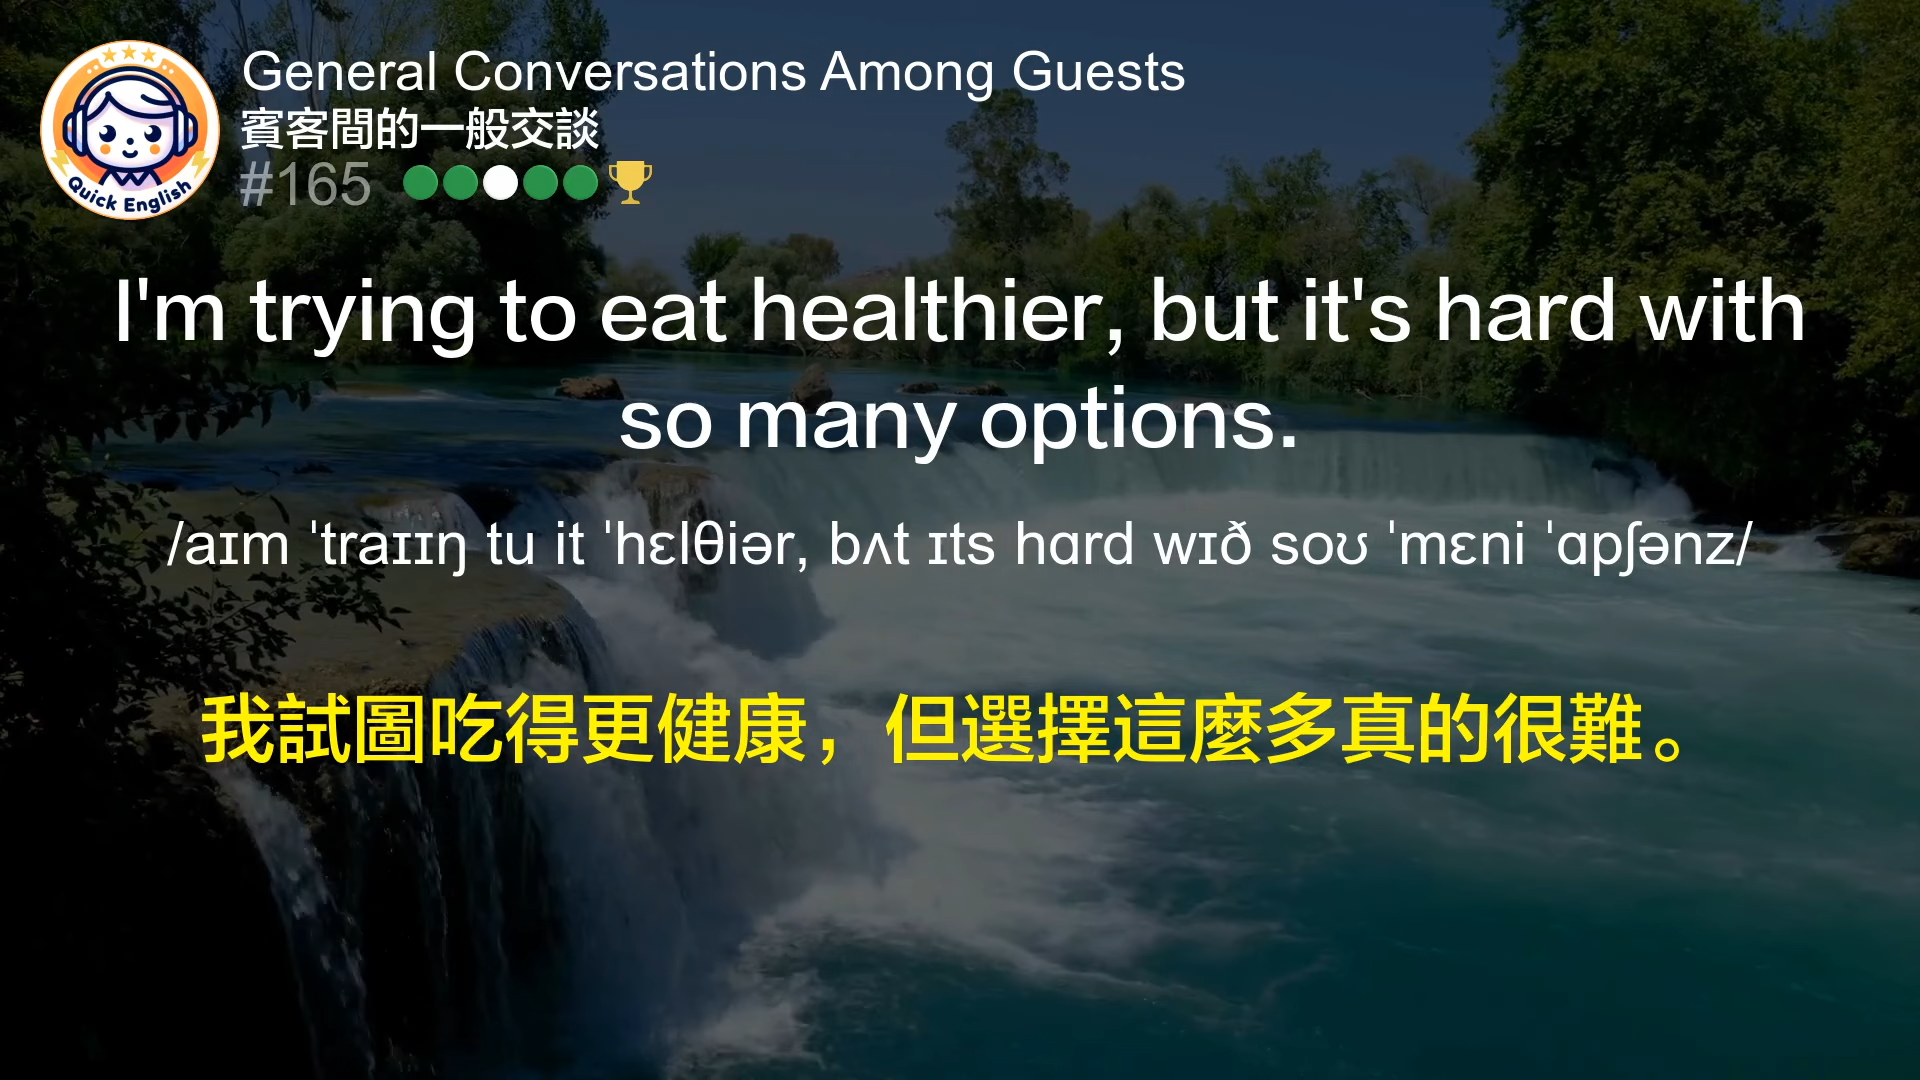 General Conversations Among Guests
賓客間的一般交談
#165
Quick English
I'm trying to eat healthier, but it's hard with
so many options.
/aɪm ˈtraɪɪŋ tu it ˈhɛlθiər, bʌt ɪts hɑrd wɪð soʊ ˈmɛni ˈɑpʃənz/
我試圖吃得更健康，但選擇這麼多真的很難。